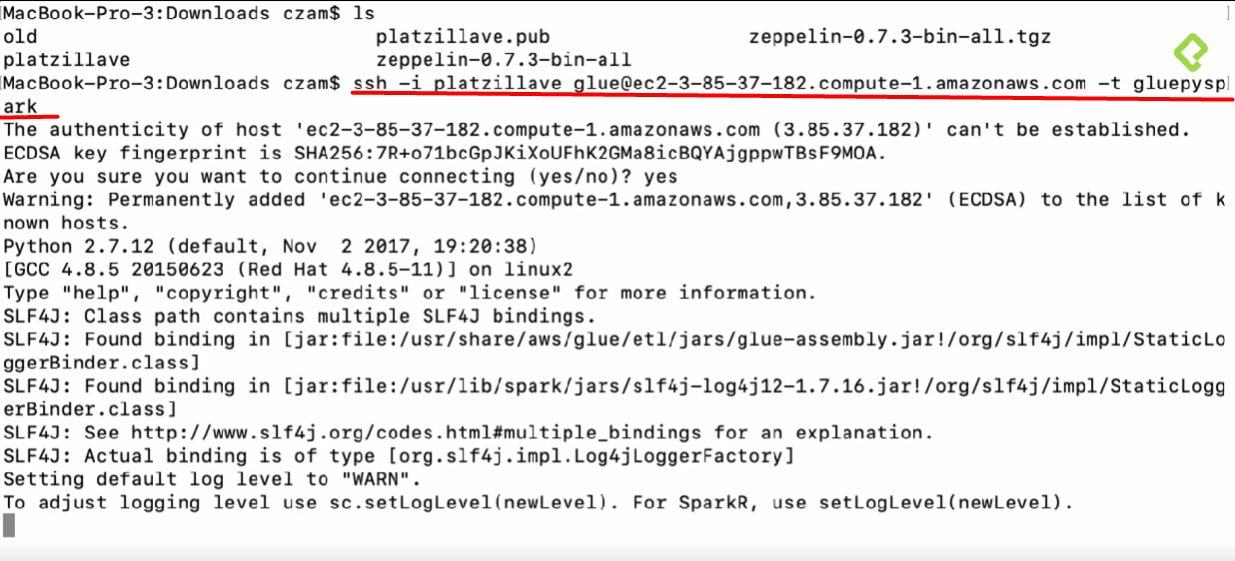 [MacBook-Pro-3:Downloads czam$ ls
old platzillave.pub zeppelin-0.7.3-bin-all.tgz
platzillave zeppelin-0.7.3-bin-all
[MacBook-Pro-3:Downloads czam$ ssh -i platzillave glue@ec2-3-85-37-182.compute-1.amazonaws.com -t gluepysp]
ark
The authenticity of host 'ec2-3-85-37-182.compute-1.amazonaws.com (3.85.37.182)' can't be established.
ECDSA key fingerprint is SHA256:7R+o71bcGpJKiXoUFhK2GMa8icBQYAjgppwTBsF9MOA.
Are you sure you want to continue connecting (yes/no)? yes
Warning: Permanently added 'ec2-3-85-37-182.compute-1.amazonaws.com,3.85.37.182' (ECDSA) to the list of k
nown hosts.
Python 2.7.12 (default, Nov  2 2017, 19:20:38)
[GCC 4.8.5 20150623 (Red Hat 4.8.5-11)] on linux2
Type "help", "copyright", "credits" or "license" for more information.
SLF4J: Class path contains multiple SLF4J bindings.
SLF4J: Found binding in [jar:file:/usr/share/aws/glue/etl/jars/glue-assembly.jar!/org/slf4j/impl/StaticLo
ggerBinder.class]
SLF4J: Found binding in [jar:file:/usr/lib/spark/jars/slf4j-log4j12-1.7.16.jar!/org/slf4j/impl/StaticLogg
erBinder.class]
SLF4J: See http://www.slf4j.org/codes.html#multiple_bindings for an explanation.
SLF4J: Actual binding is of type [org.slf4j.impl.Log4jLoggerFactory]
Setting default log level to "WARN".
To adjust logging level use sc.setLogLevel(newLevel). For SparkR, use setLogLevel(newLevel).